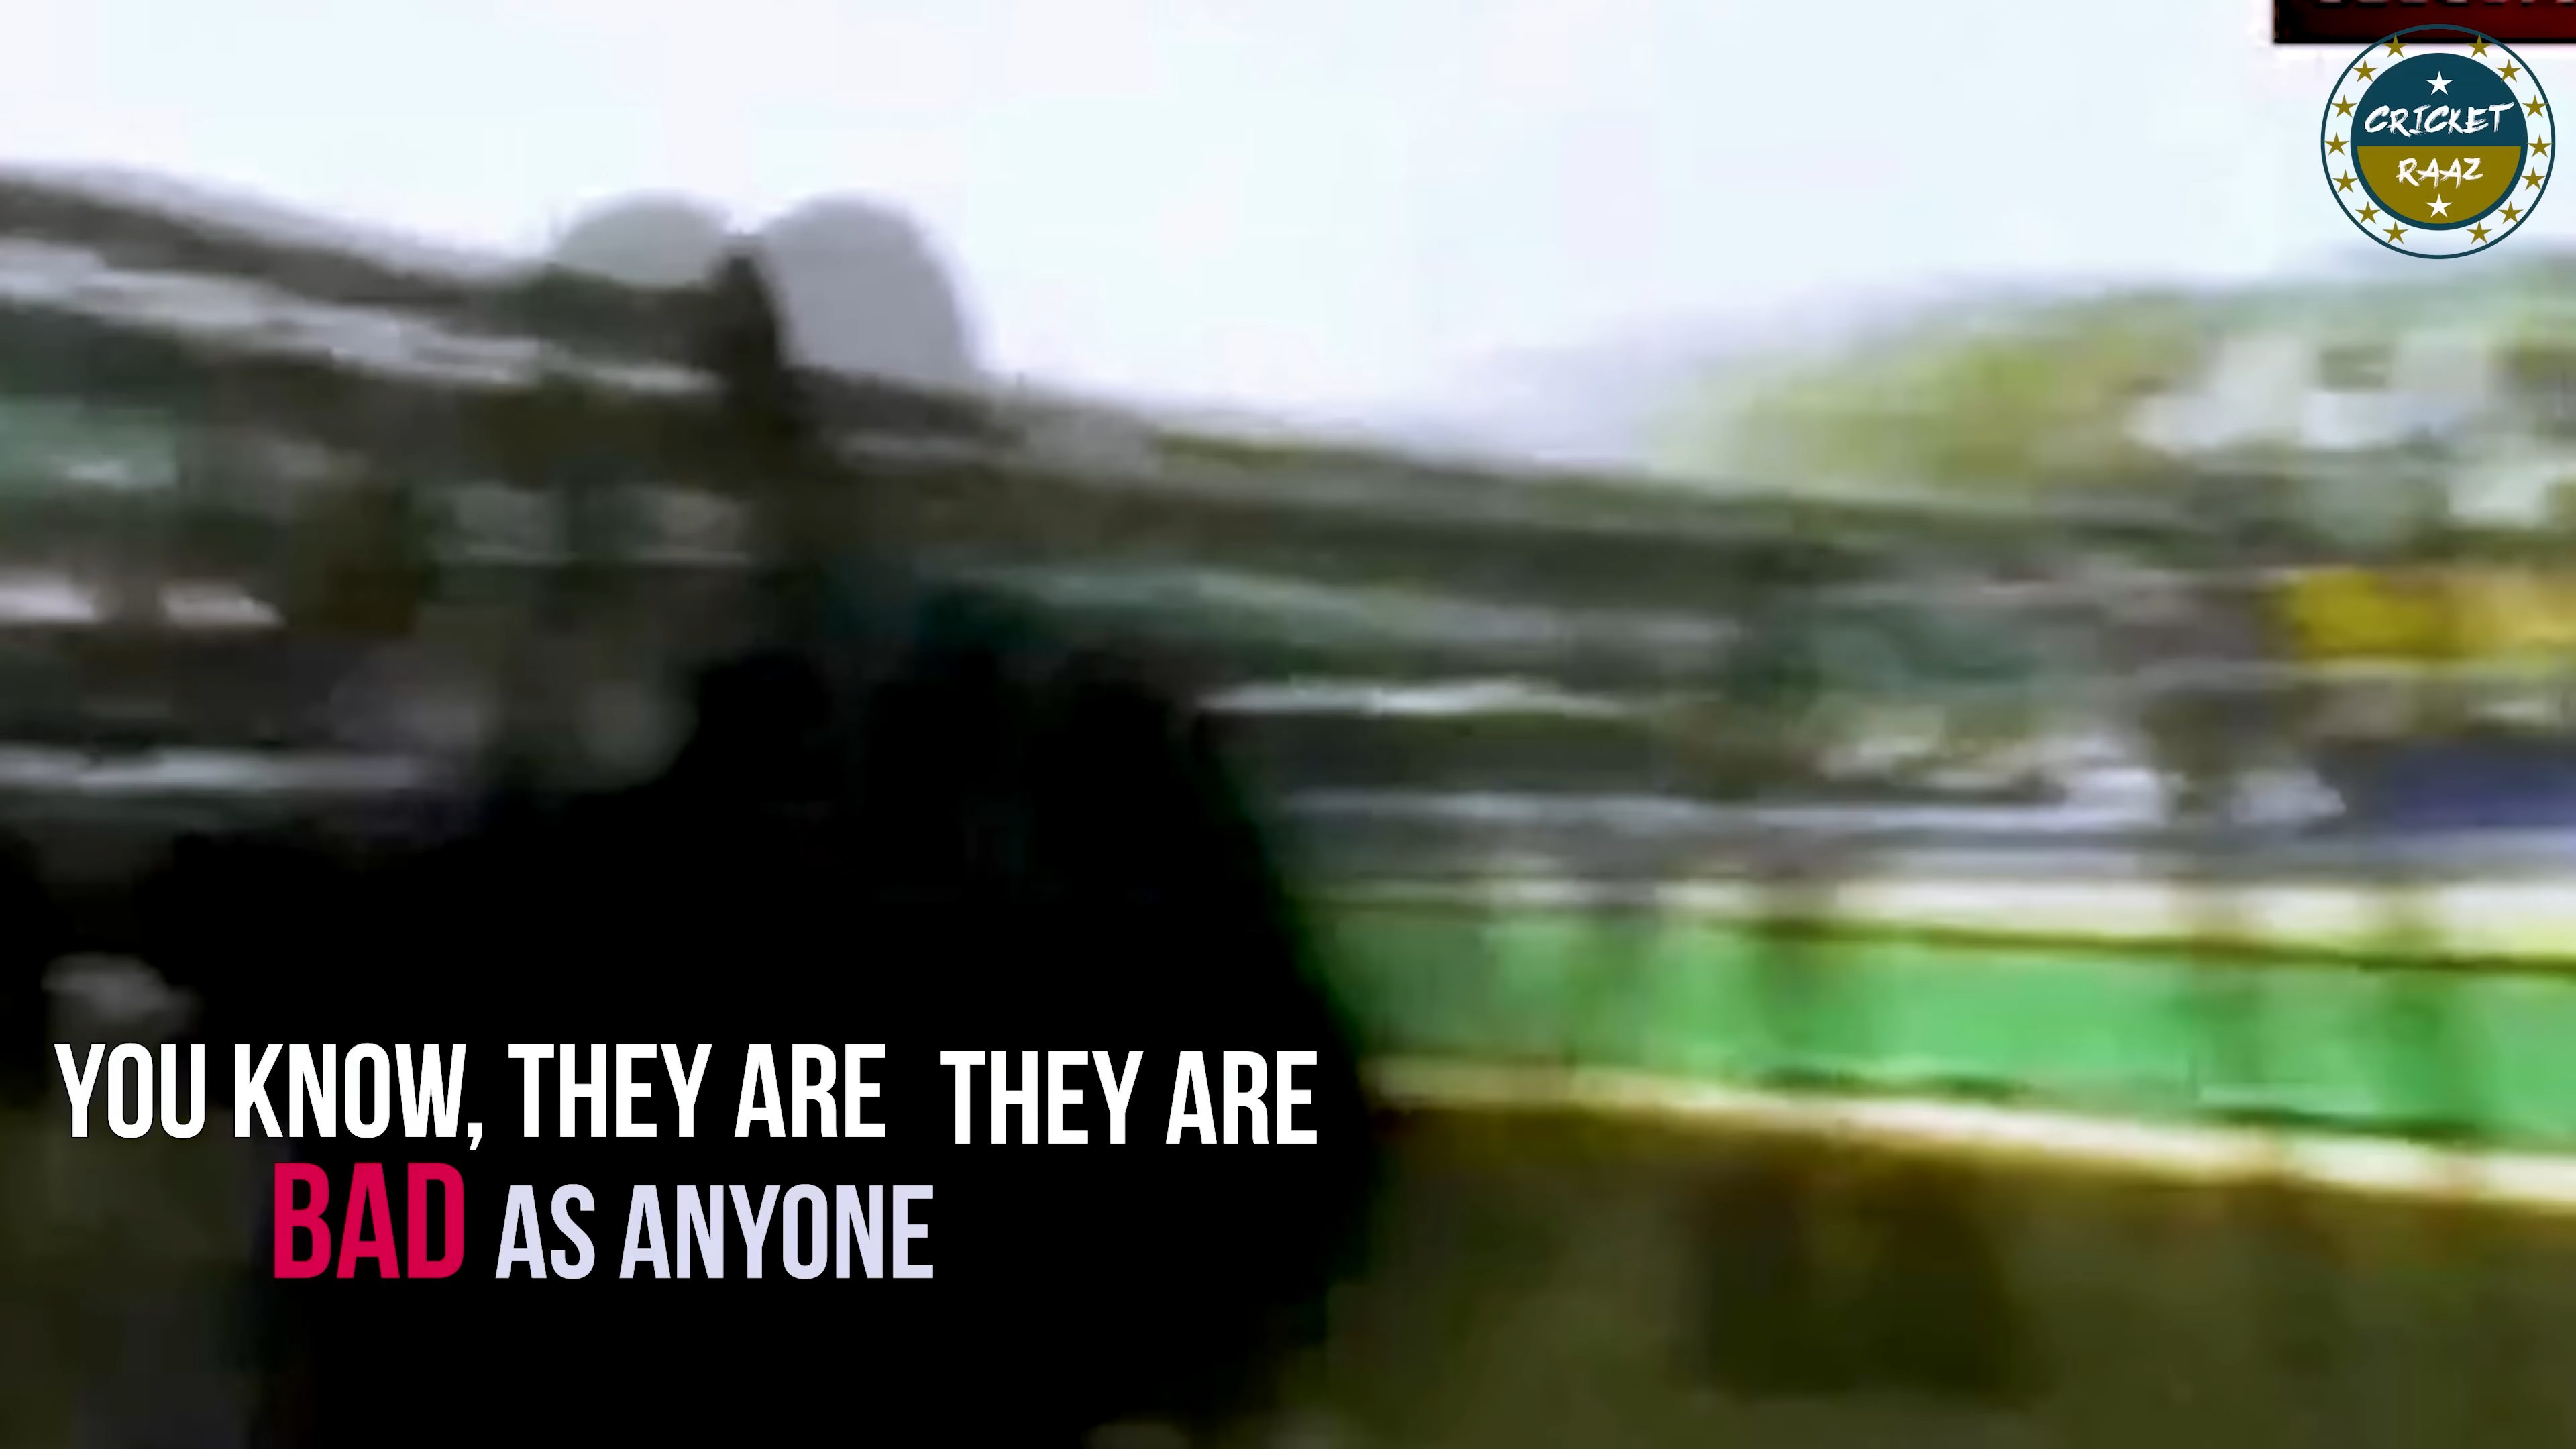 CRICKET
RAAZ
YOU KNOW, THEY ARE THEY ARE
BAD AS ANYONE